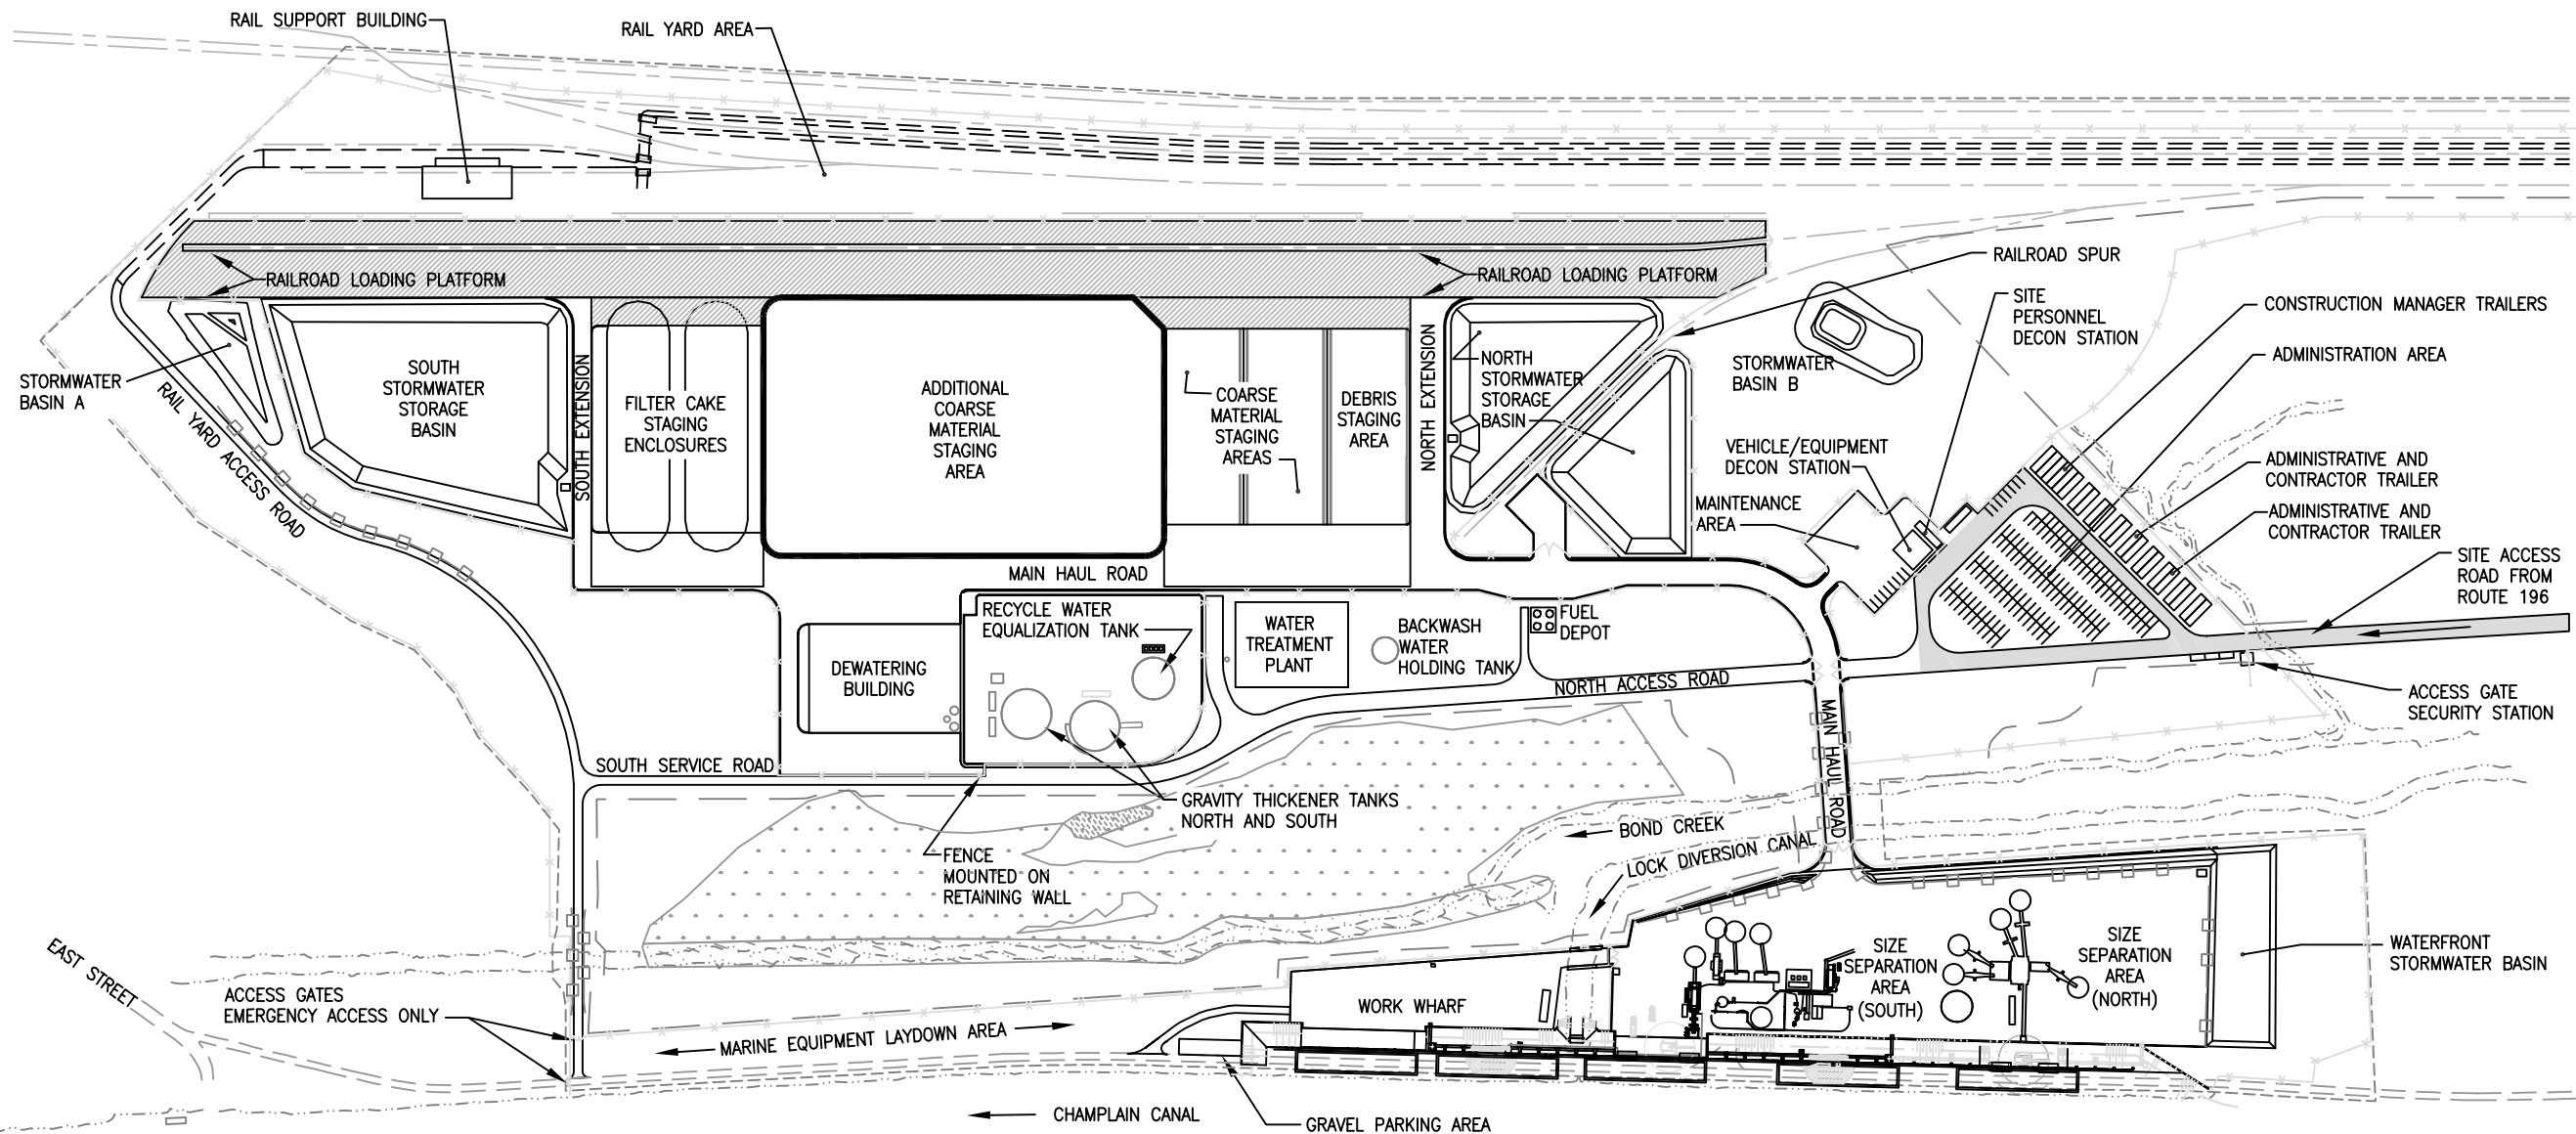 RAIL SUPPORT BUILDING
RAIL YARD AREA
RAILROAD LOADING PLATFORM
RAILROAD LOADING PLATFORM
RAILROAD SPUR
SITE
PERSONNEL
DECON STATION
CONSTRUCTION MANAGER TRAILERS
ADMINISTRATION AREA
STORMWATER
BASIN A
SOUTH
STORMWATER
STORAGE
BASIN
SOUTH EXTENSION
FILTER CAKE
STAGING
ENCLOSURES
ADDITIONAL
COARSE
MATERIAL
STAGING
AREA
COARSE
MATERIAL
STAGING
AREAS
DEBRIS
STAGING
AREA
NORTH EXTENSION
NORTH
STORMWATER
STORAGE
BASIN
STORMWATER
BASIN B
VEHICLE/EQUIPMENT
DECON STATION
MAINTENANCE
AREA
ADMINISTRATIVE AND
CONTRACTOR TRAILER
ADMINISTRATIVE AND
CONTRACTOR TRAILER
SITE ACCESS
ROAD FROM
ROUTE 196
RAIL YARD ACCESS ROAD
MAIN HAUL ROAD
RECYCLE WATER
EQUALIZATION TANK
WATER
TREATMENT
PLANT
BACKWASH
WATER
HOLDING TANK
FUEL
DEPOT
DEWATERING
BUILDING
NORTH ACCESS ROAD
ACCESS GATE
SECURITY STATION
MAIN HAUL ROAD
SOUTH SERVICE ROAD
GRAVITY THICKENER TANKS
NORTH AND SOUTH
BOND CREEK
LOCK DIVERSION CANAL
FENCE
MOUNTED ON
RETAINING WALL
EAST STREET
ACCESS GATES
EMERGENCY ACCESS ONLY
MARINE EQUIPMENT LAYDOWN AREA
WORK WHARF
SIZE
SEPARATION
AREA
(SOUTH)
SIZE
SEPARATION
AREA
(NORTH)
WATERFRONT
STORMWATER BASIN
CHAMPLAIN CANAL
GRAVEL PARKING AREA